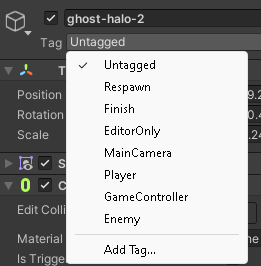 ghost-halo-2
Tag Untagged
Untagged
Respawn
Finish
EditorOnly
MainCamera
Player
GameController
Enemy
Add Tag...
Position
Rotation
Scale
Edit Colli
Material
Is Trigge